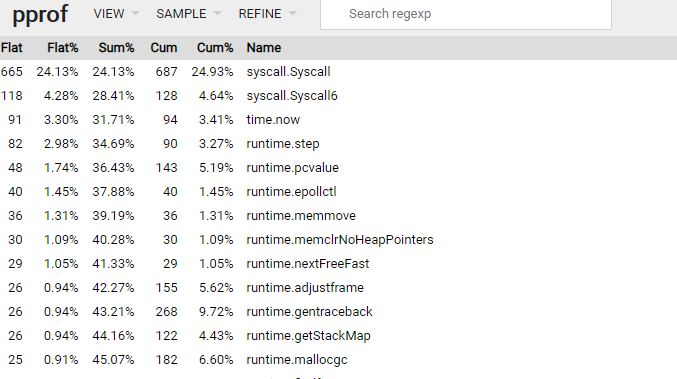 pprof VIEW SAMPLE REFINE Search regexp
Flat Flat% Sum% Cum Cum% Name
665 24.13% 24.13% 687 24.93% syscall.Syscall
118 4.28% 28.41% 128 4.64% syscall.Syscall6
91 3.30% 31.71% 94 3.41% time.now
82 2.98% 34.69% 90 3.27% runtime.step
48 1.74% 36.43% 143 5.19% runtime.pcvalue
40 1.45% 37.88% 40 1.45% runtime.epollctl
36 1.31% 39.19% 36 1.31% runtime.memmove
30 1.09% 40.28% 30 1.09% runtime.memclrNoHeapPointers
29 1.05% 41.33% 29 1.05% runtime.nextFreeFast
26 0.94% 42.27% 155 5.62% runtime.adjustframe
26 0.94% 43.21% 268 9.72% runtime.gentraceback
26 0.94% 44.16% 122 4.43% runtime.getStackMap
25 0.91% 45.07% 182 6.60% runtime.mallocgc